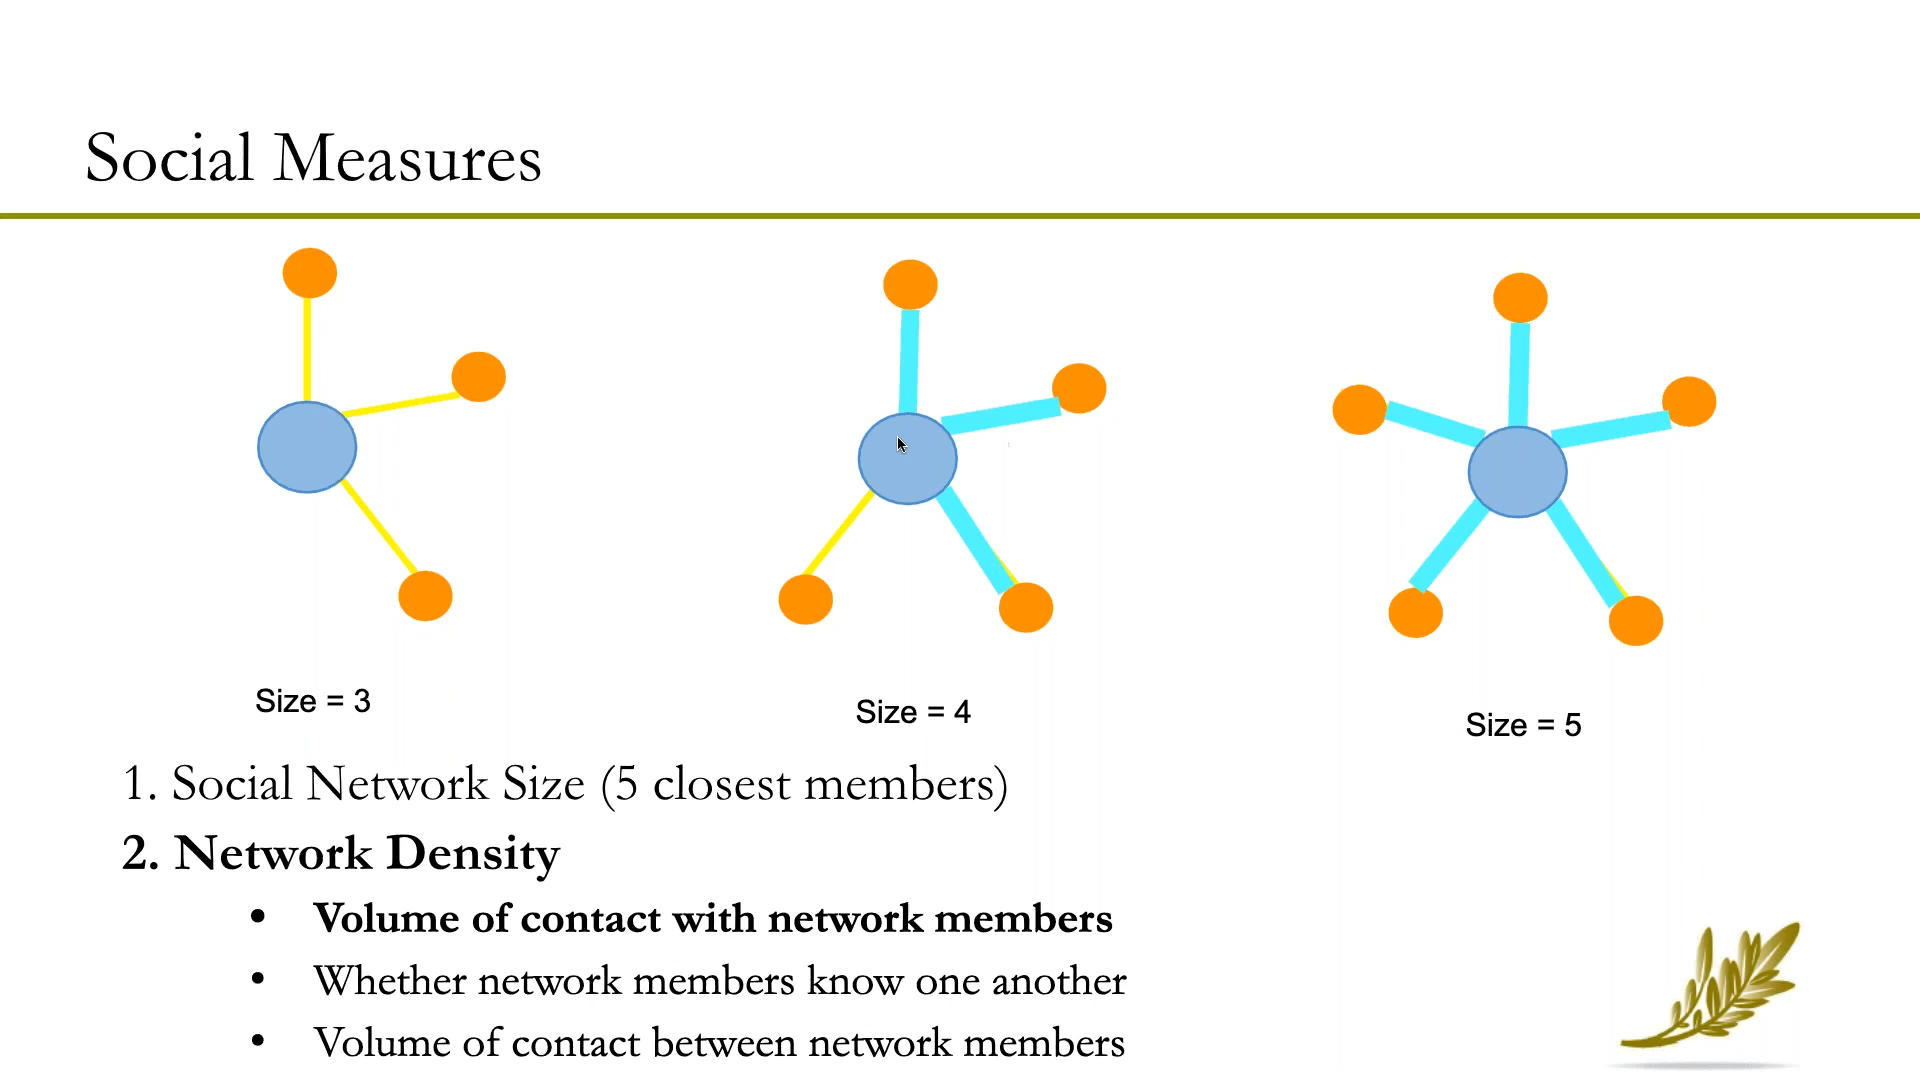 Social Measures
Size = 3
Size = 4
Size = 5
1. Social Network Size (5 closest members)
2. Network Density
• Volume of contact with network members
• Whether network members know one another
• Volume of contact between network members